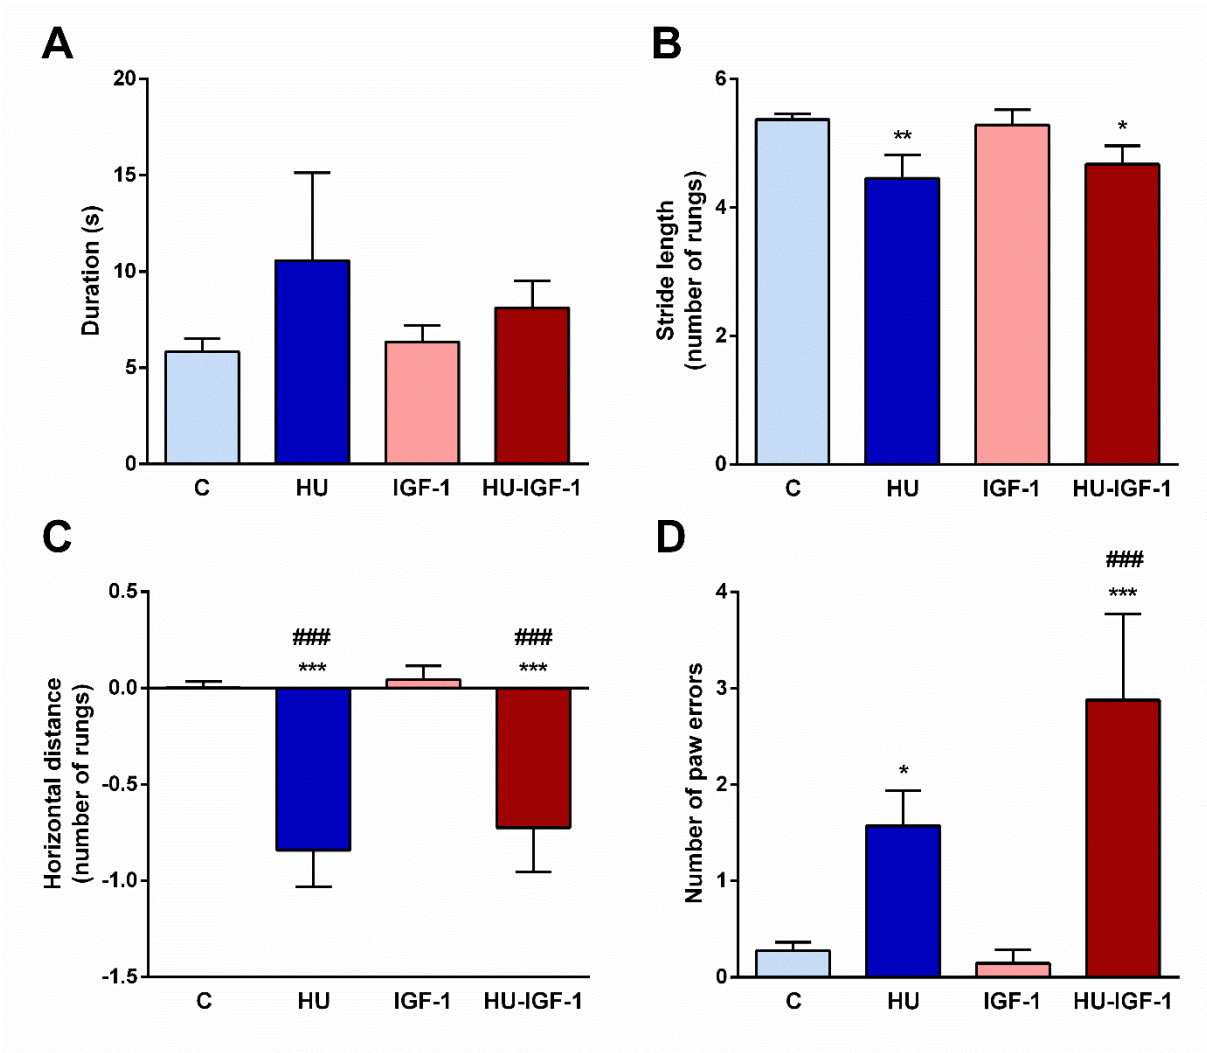 A
Duration (s)
20
15
10
5
0
C HU IGF-1 HU-IGF-1
B
Stride length
(number of rungs)
6
4
2
0
** *
C HU IGF-1 HU-IGF-1
C
Horizontal distance
(number of rungs)
0.5
0.0
-0.5
-1.0
-1.5
### ###
*** ***
C HU IGF-1 HU-IGF-1
D
Number of paw errors
4
3
2
1
0
###
***
*
C HU IGF-1 HU-IGF-1